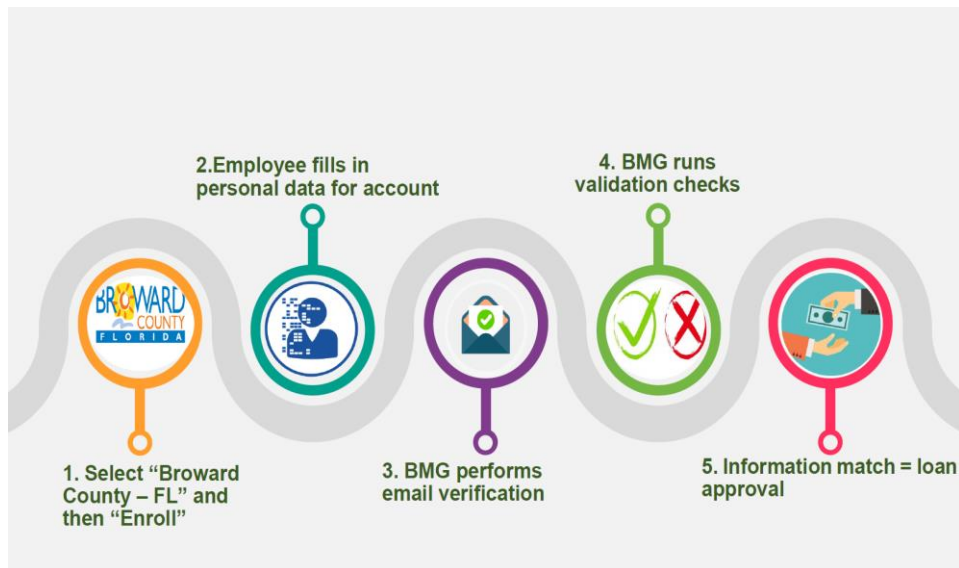 2.Employee fills in
personal data for account
4. BMG runs
validation checks
BROWARD
COUNTY
FLORIDA
1. Select “Broward
County – FL” and
then “Enroll”
3. BMG performs
email verification
5. Information match = loan
approval